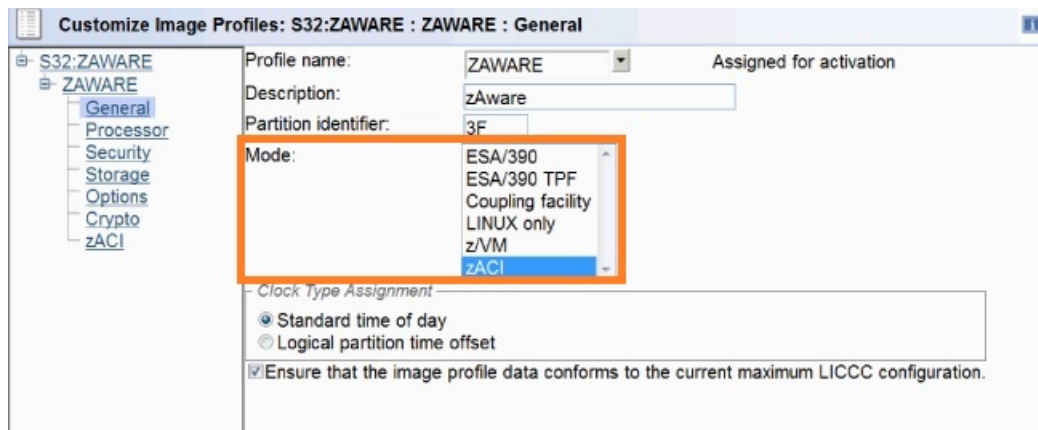 Customize Image Profiles: S32:ZAWARE : ZAWARE : General
S32:ZAWARE
ZAWARE
General
Processor
Security
Storage
Options
Crypto
zACI
Profile name: ZAWARE Assigned for activation
Description: zAware
Partition identifier: 3F
Mode: ESA/390
ESA/390 TPF
Coupling facility
LINUX only
z/VM
zACI
Clock Type Assignment
Standard time of day
Logical partition time offset
Ensure that the image profile data conforms to the current maximum LICCC configuration.